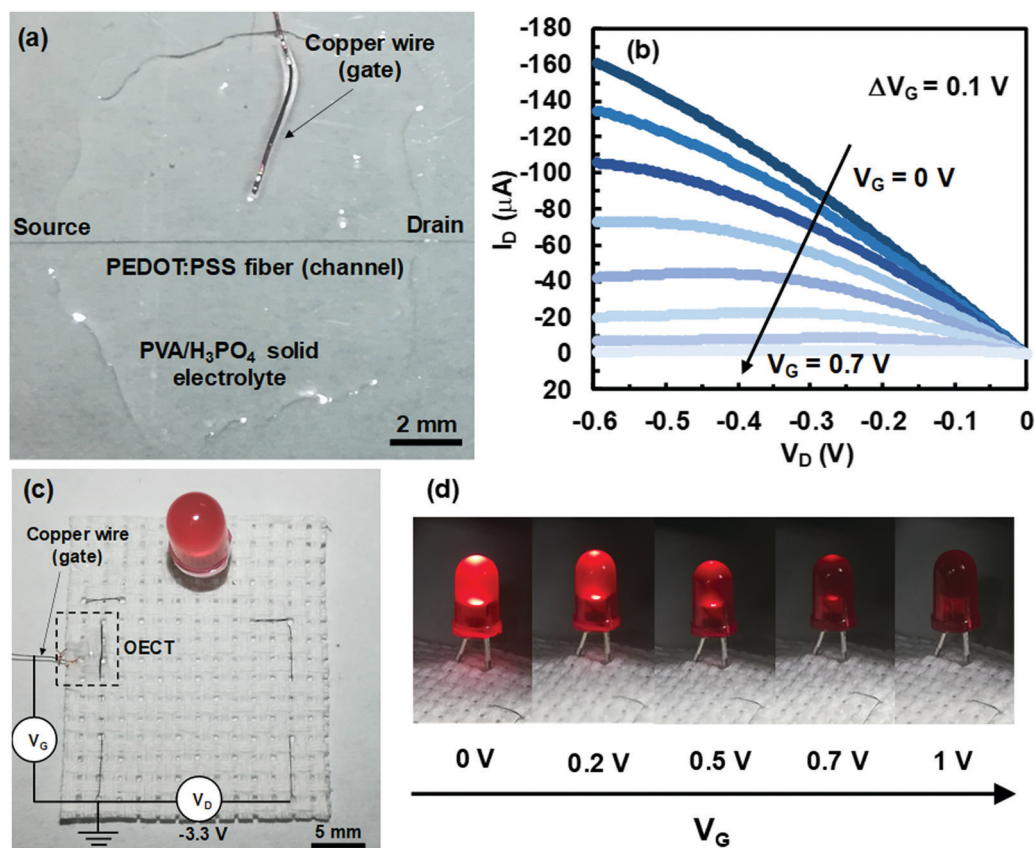 (a)
Copper wire
(gate)
Source
Drain
PEDOT:PSS fiber (channel)
PVA/H₃PO₄ solid
electrolyte
2 mm
(b)
-180
-160
-140
-120
-100
-80
-60
-40
-20
0
20
I_D (μA)
ΔV_G = 0.1 V
V_G = 0 V
V_G = 0.7 V
-0.6
-0.5
-0.4
-0.3
-0.2
-0.1
0
V_D (V)
(c)
Copper wire
(gate)
OECT
V_G
V_D
-3.3 V
5 mm
(d)
0 V
0.2 V
0.5 V
0.7 V
1 V
V_G